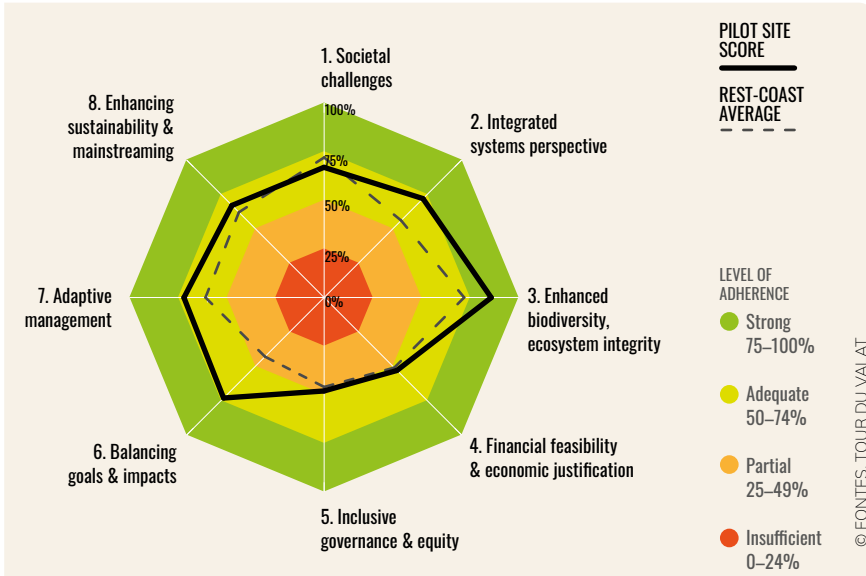 1. Societal
challenges
2. Integrated
systems perspective
3. Enhanced
biodiversity,
ecosystem integrity
4. Financial feasibility
& economic justification
5. Inclusive
governance & equity
6. Balancing
goals & impacts
7. Adaptive
management
8. Enhancing
sustainability &
mainstreaming
100%
75%
50%
25%
0%
PILOT SITE
SCORE
REST-COAST
AVERAGE
LEVEL OF
ADHERENCE
Strong
75–100%
Adequate
50–74%
Partial
25–49%
Insufficient
0–24%
© FONTES, TOUR DU VALAT